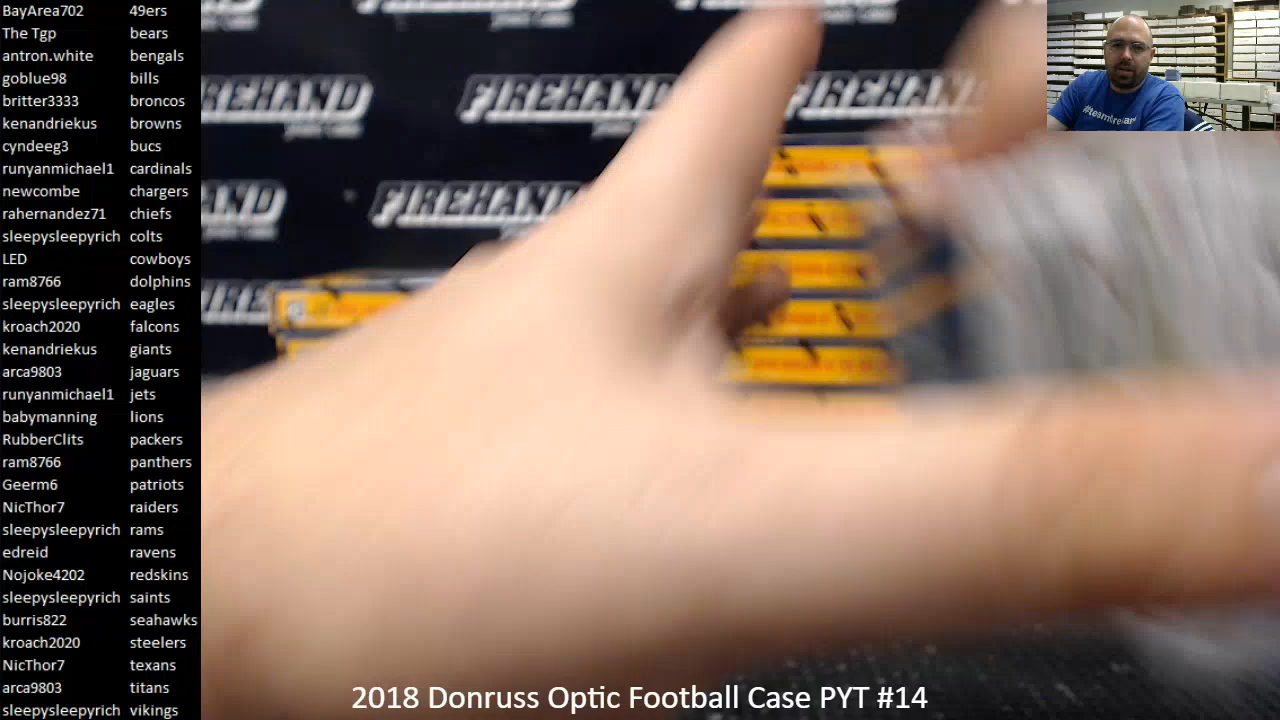 BayArea702 49ers
The Tgp bears
antron.white bengals
goblue98 bills
britter3333 broncos
kenandriekus browns
cyndeeg3 bucs
runyanmichael1 cardinals
newcombe chargers
rahernandez71 chiefs
sleepysleepyrich colts
LED cowboys
ram8766 dolphins
sleepysleepyrich eagles
kroach2020 falcons
kenandriekus giants
arca9803 jaguars
runyanmichael1 jets
babymanning lions
RubberClits packers
ram8766 panthers
Geerm6 patriots
NicThor7 raiders
sleepysleepyrich rams
edreid ravens
Nojoke4202 redskins
sleepysleepyrich saints
burris822 seahawks
kroach2020 steelers
NicThor7 texans
arca9803 titans
sleepysleepyrich vikings
FIREHAND
FIREHAND
FIREHAND
2018 Donruss Optic Football Case PYT #14